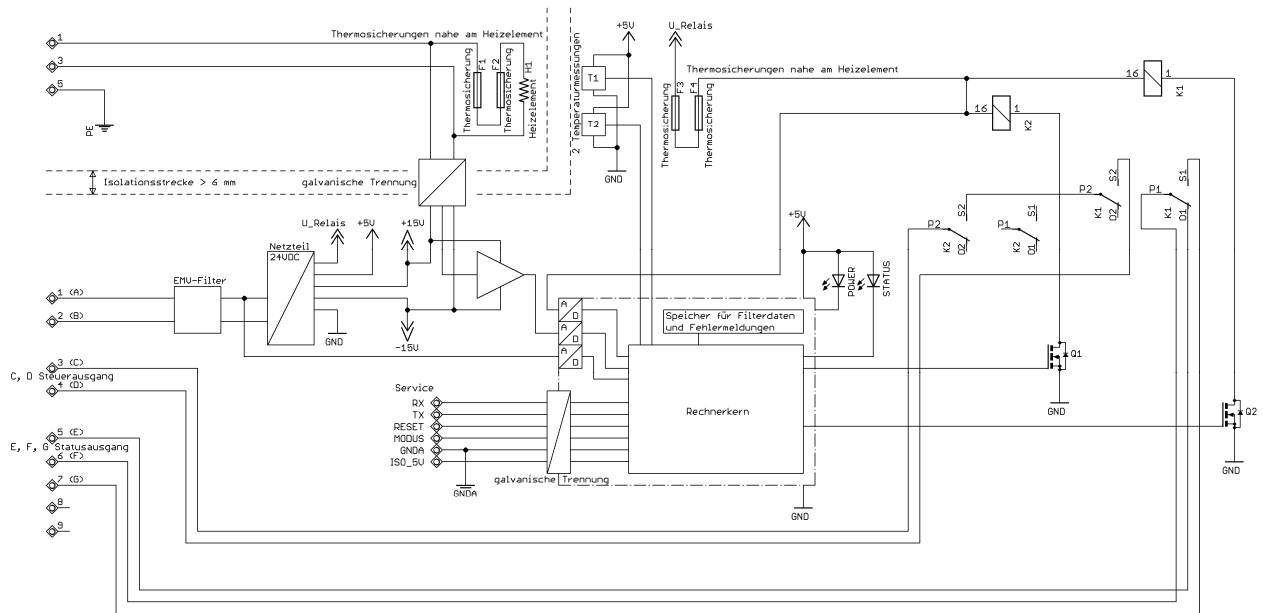 Thermosicherungen nahe am Heizelement
1
3
5
PE
Thermosicherung
F1
F2
Thermosicherung
H1
Heizelement
Isolationsstrecke > 6 mm
galvanische Trennung
+5V
2 Temperaturmessungen
T1
T2
GND
U_Relais
Thermosicherungen nahe am Heizelement
Thermosicherung
F3
F4
Thermosicherung
16 1
K1
16 1
K2
P2
S2
K1
O2
P1
S1
K1
O1
P2
S2
K2
O2
P1
S1
K2
O1
U_Relais
+5V
+15V
Netzteil
24VDC
EMV-Filter
1 (A)
2 (B)
GND
-15V
+5V
POWER
STATUS
A
D
A
D
A
D
Speicher für Filterdaten
und Fehlermeldungen
Rechnerkern
Q1
GND
Q2
GND
3 (C)
C, D Steuerausgang
4 (D)
5 (E)
E, F, G Statusausgang
6 (F)
7 (G)
8
9
Service
RX
TX
RESET
MODUS
GNDA
ISO_5V
GNDA
galvanische Trennung
GND